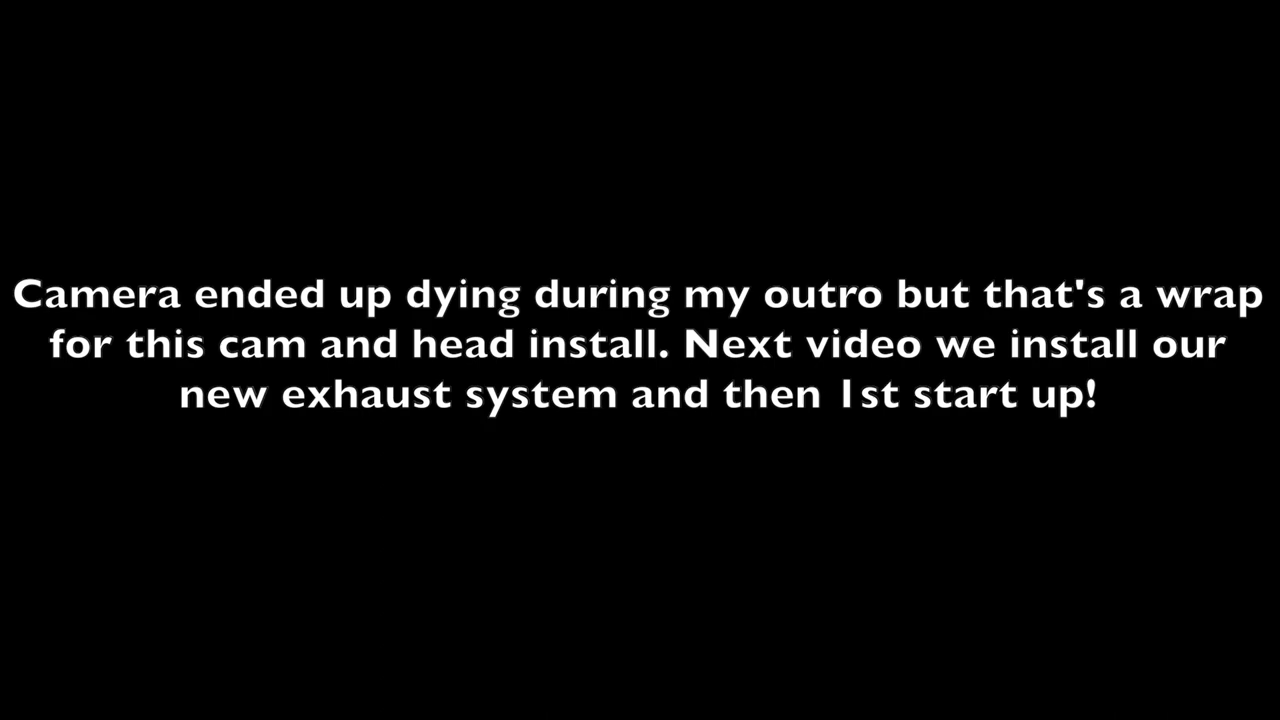 Camera ended up dying during my outro but that's a wrap
for this cam and head install. Next video we install our
new exhaust system and then 1st start up!